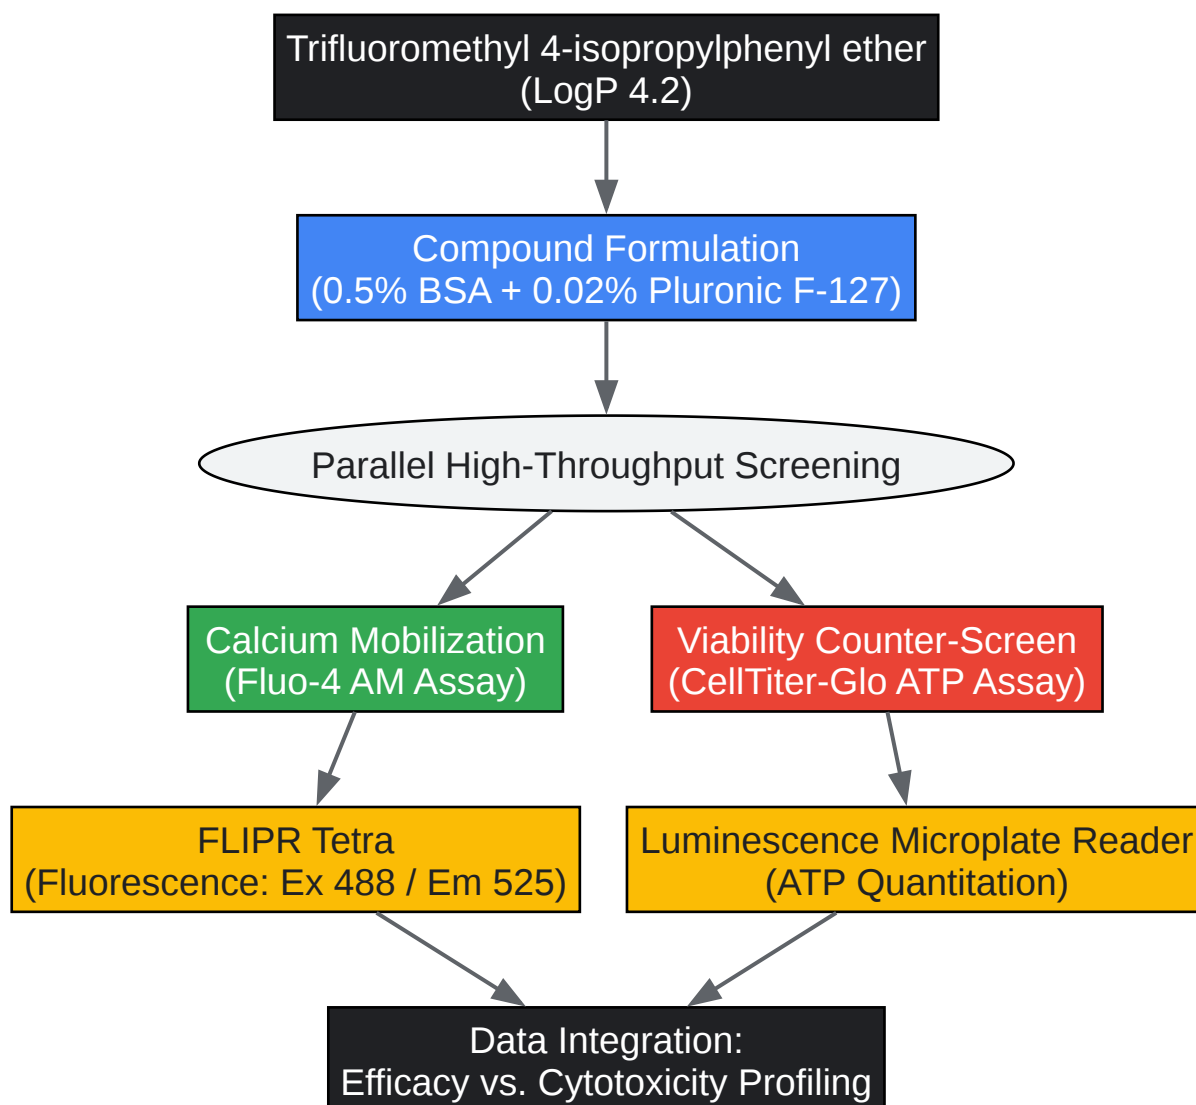 Trifluoromethyl 4-isopropylphenyl ether
(LogP 4.2)
Compound Formulation
(0.5% BSA + 0.02% Pluronic F-127)
Parallel High-Throughput Screening
Calcium Mobilization
(Fluo-4 AM Assay)
Viability Counter-Screen
(CellTiter-Glo ATP Assay)
FLIPR Tetra
(Fluorescence: Ex 488 / Em 525)
Luminescence Microplate Reader
(ATP Quantitation)
Data Integration:
Efficacy vs. Cytotoxicity Profiling